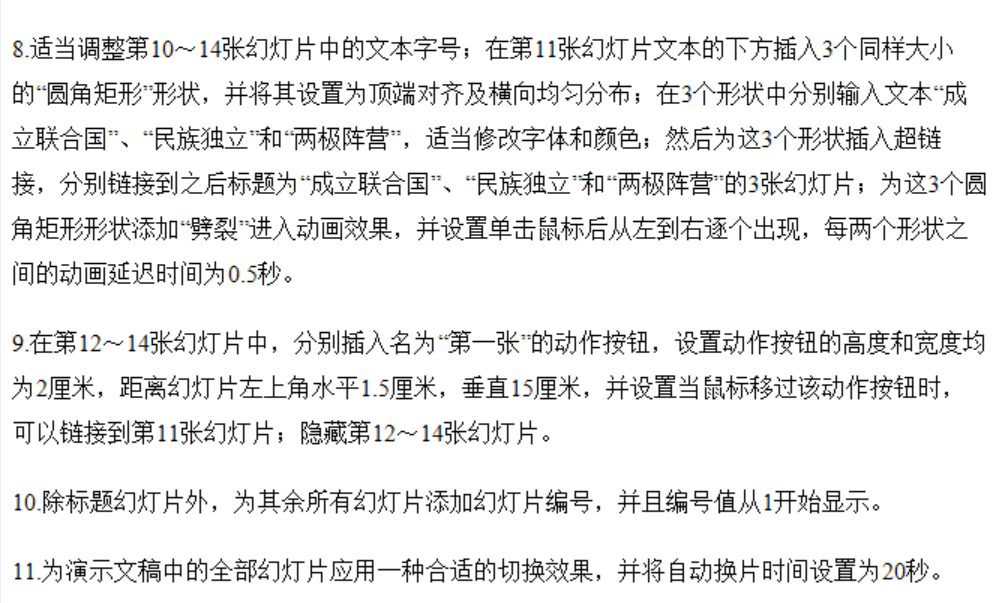 8.适当调整第10～14张幻灯片中的文本字号；在第11张幻灯片文本的下方插入3个同样大小
的“圆角矩形”形状，并将其设置为顶端对齐及横向均匀分布；在3个形状中分别输入文本“成
立联合国”、“民族独立”和“两极阵营”，适当修改字体和颜色；然后为这3个形状插入超链
接，分别链接到之后标题为“成立联合国”、“民族独立”和“两极阵营”的3张幻灯片；为这3个圆
角矩形形状添加“劈裂”进入动画效果，并设置单击鼠标后从左到右逐个出现，每两个形状之
间的动画延迟时间为0.5秒。
9.在第12～14张幻灯片中，分别插入名为“第一张”的动作按钮，设置动作按钮的高度和宽度均
为2厘米，距离幻灯片左上角水平1.5厘米，垂直15厘米，并设置当鼠标移过该动作按钮时，
可以链接到第11张幻灯片；隐藏第12～14张幻灯片。
10.除标题幻灯片外，为其余所有幻灯片添加幻灯片编号，并且编号值从1开始显示。
11.为演示文稿中的全部幻灯片应用一种合适的切换效果，并将自动换片时间设置为20秒。